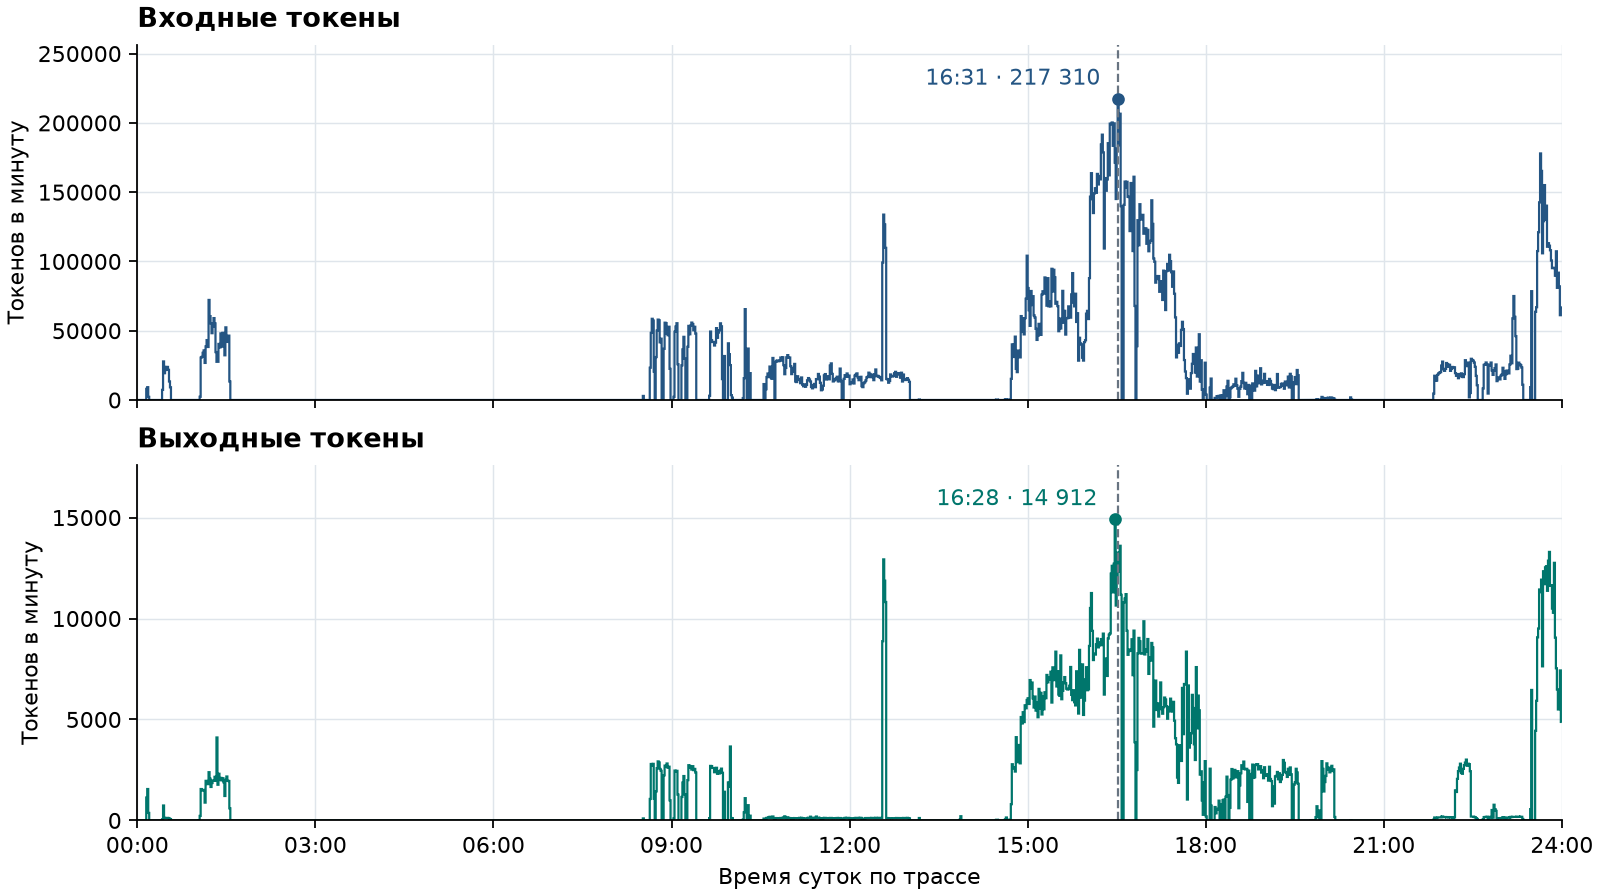 Входные токены
250000
16:31 · 217 310
200000
150000
100000
50000
0
Токенов в минуту
Выходные токены
16:28 · 14 912
15000
10000
5000
0
Токенов в минуту
00:00 03:00 06:00 09:00 12:00 15:00 18:00 21:00 24:00
Время суток по трассе